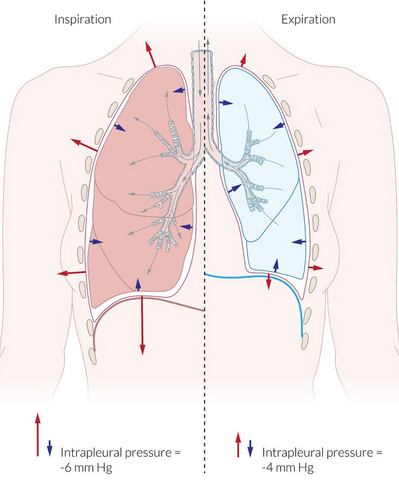 Inspiration
Expiration
Intrapleural pressure =
-6 mm Hg
Intrapleural pressure =
-4 mm Hg